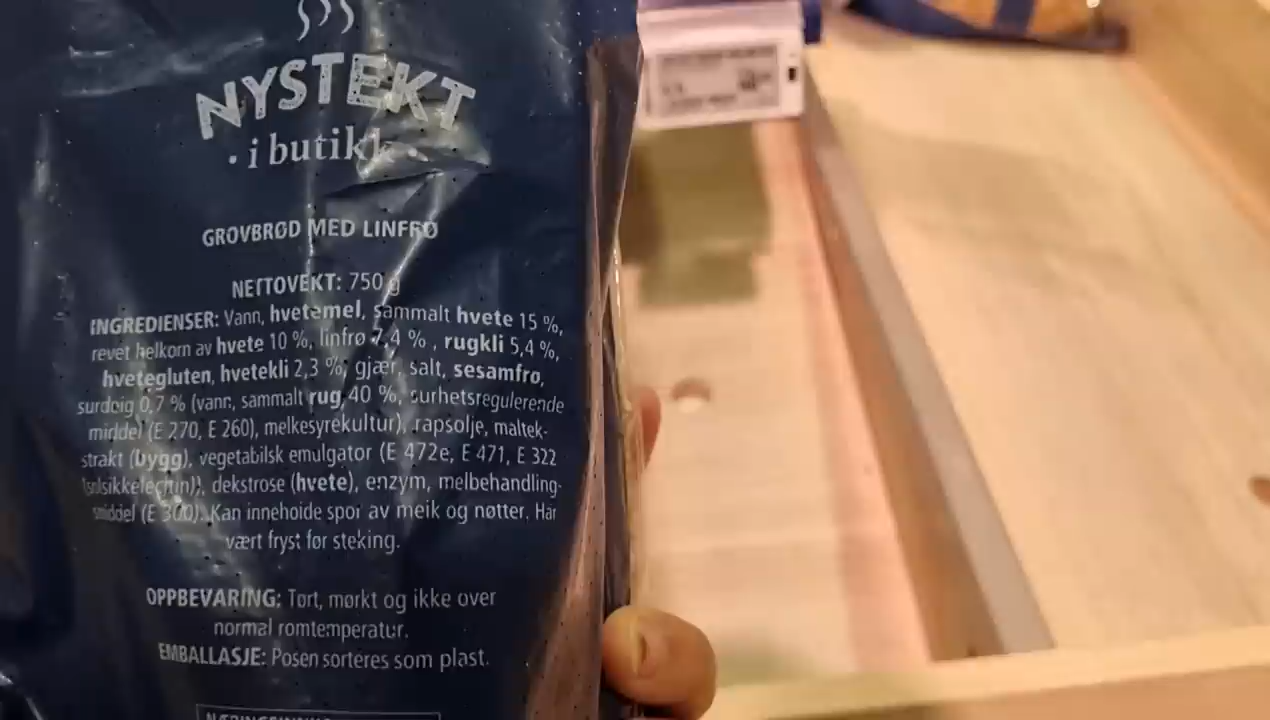 NYSTEKT
· i butikk ·
GROVBRØD MED LINFRØ
NETTOVEKT: 750 g
INGREDIENSER: Vann, hvetemel, sammalt hvete 15 %,
revet helkorn av hvete 10 %, linfrø 7,4 % , rugkli 5,4 %,
hvetegluten, hvetekli 2,3 %, gjær, salt, sesamfrø,
surdeig 0,7 % (vann, sammalt rug 40 %, surhetsregulerende
middel (E 270, E 260), melkesyrekultur), rapsolje, maltek-
strakt (bygg), vegetabilsk emulgator (E 472e, E 471, E 322
(solsikkelecitin)), dekstrose (hvete), enzym, melbehandling-
smiddel (E 300). Kan inneholde spor av melk og nøtter. Har
vært fryst før steking.
OPPBEVARING: Tørt, mørkt og ikke over
normal romtemperatur.
EMBALLASJE: Posen sorteres som plast.